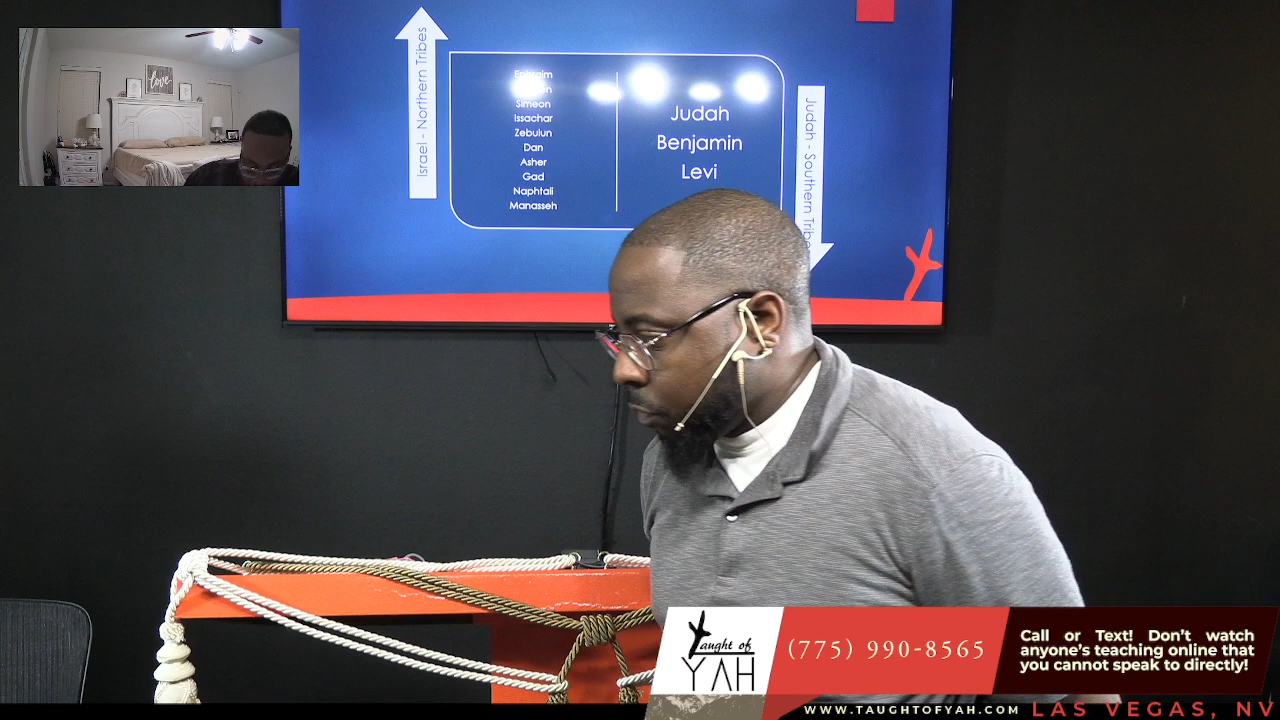 love
Israel - Northern Tribes
Ephraim
Simeon
Issachar
Zebulun
Dan
Asher
Gad
Naphtali
Manasseh
Judah
Benjamin
Levi
Judah - Southern
Taught of
YAH
(775) 990-8565
Call or Text! Don't watch
anyone's teaching online that
you cannot speak to directly!
WWW.TAUGHTOFYAH.COM
LAS VEGAS, NV